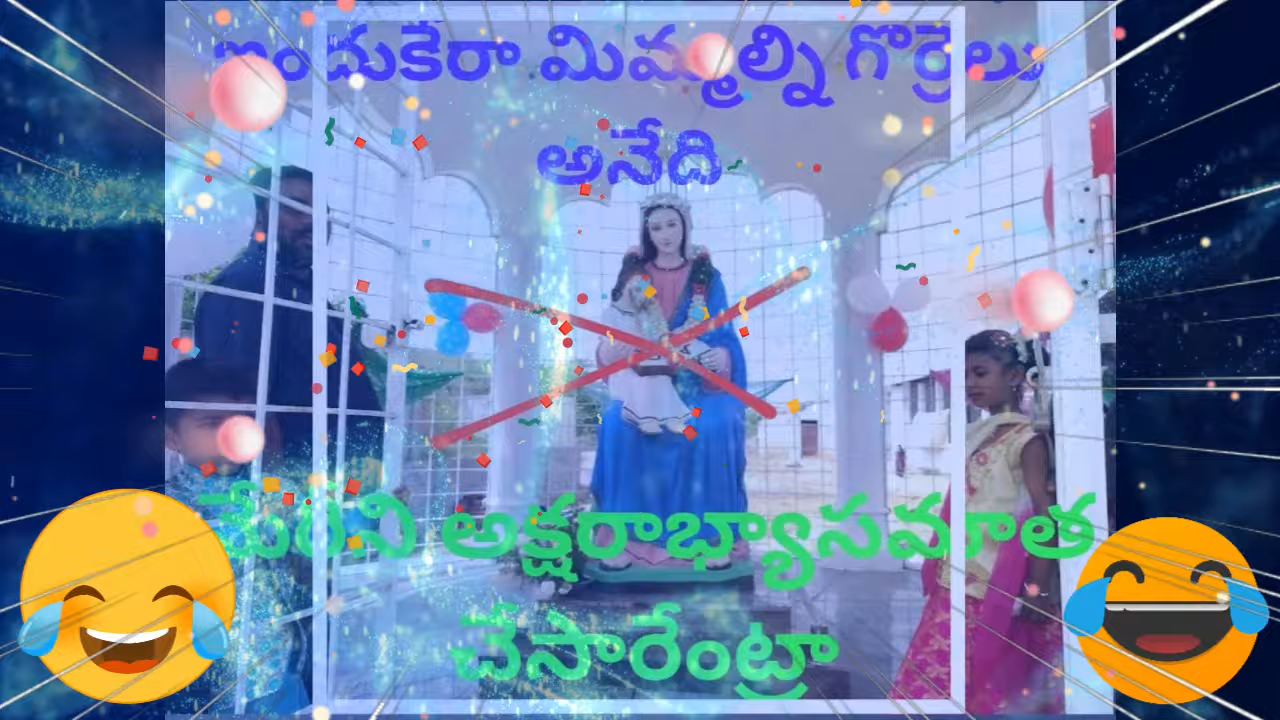 ఇందుకేరా మిమ్మల్ని గొర్రెలు
అనేది
మేరిని అక్షరాభ్యాసమాత
చేసారేంట్రా